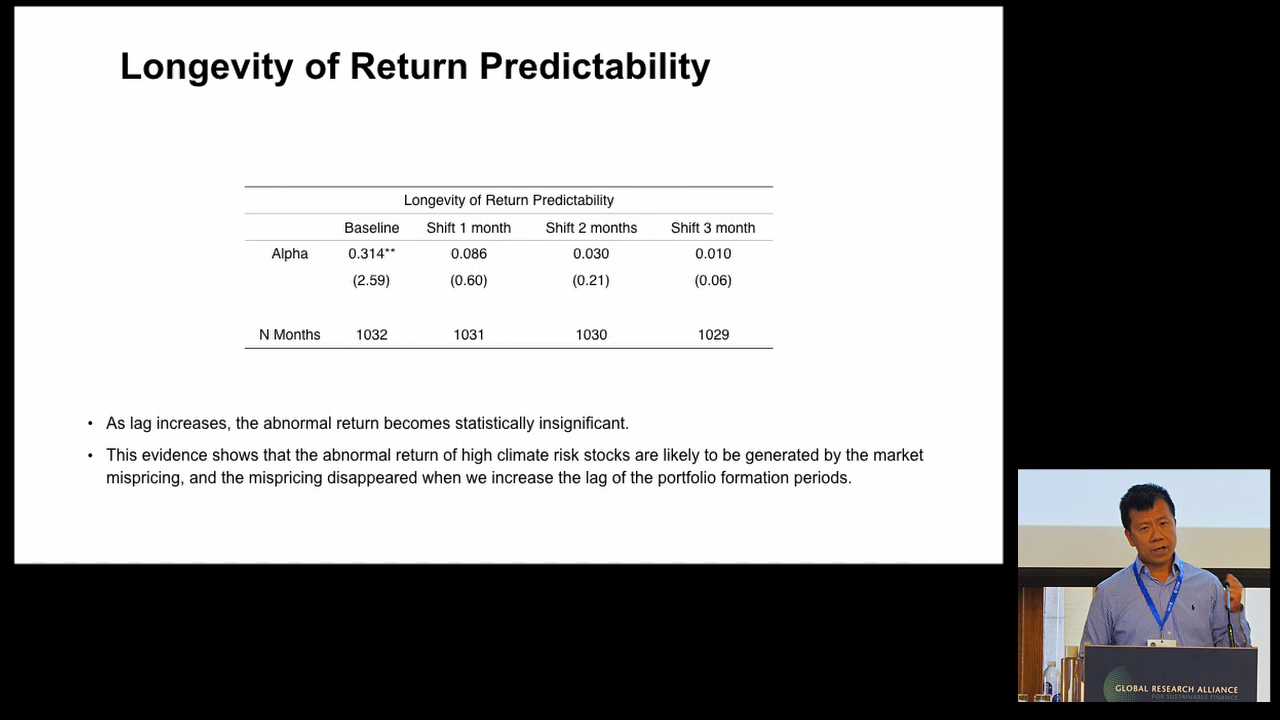 Longevity of Return Predictability
Longevity of Return Predictability
Baseline Shift 1 month Shift 2 months Shift 3 month
Alpha 0.314** 0.086 0.030 0.010
(2.59) (0.60) (0.21) (0.06)
N Months 1032 1031 1030 1029
• As lag increases, the abnormal return becomes statistically insignificant.
• This evidence shows that the abnormal return of high climate risk stocks are likely to be generated by the market
mispricing, and the mispricing disappeared when we increase the lag of the portfolio formation periods.
GLOBAL RESEARCH ALLIANCE
FOR SUSTAINABLE FINANCE